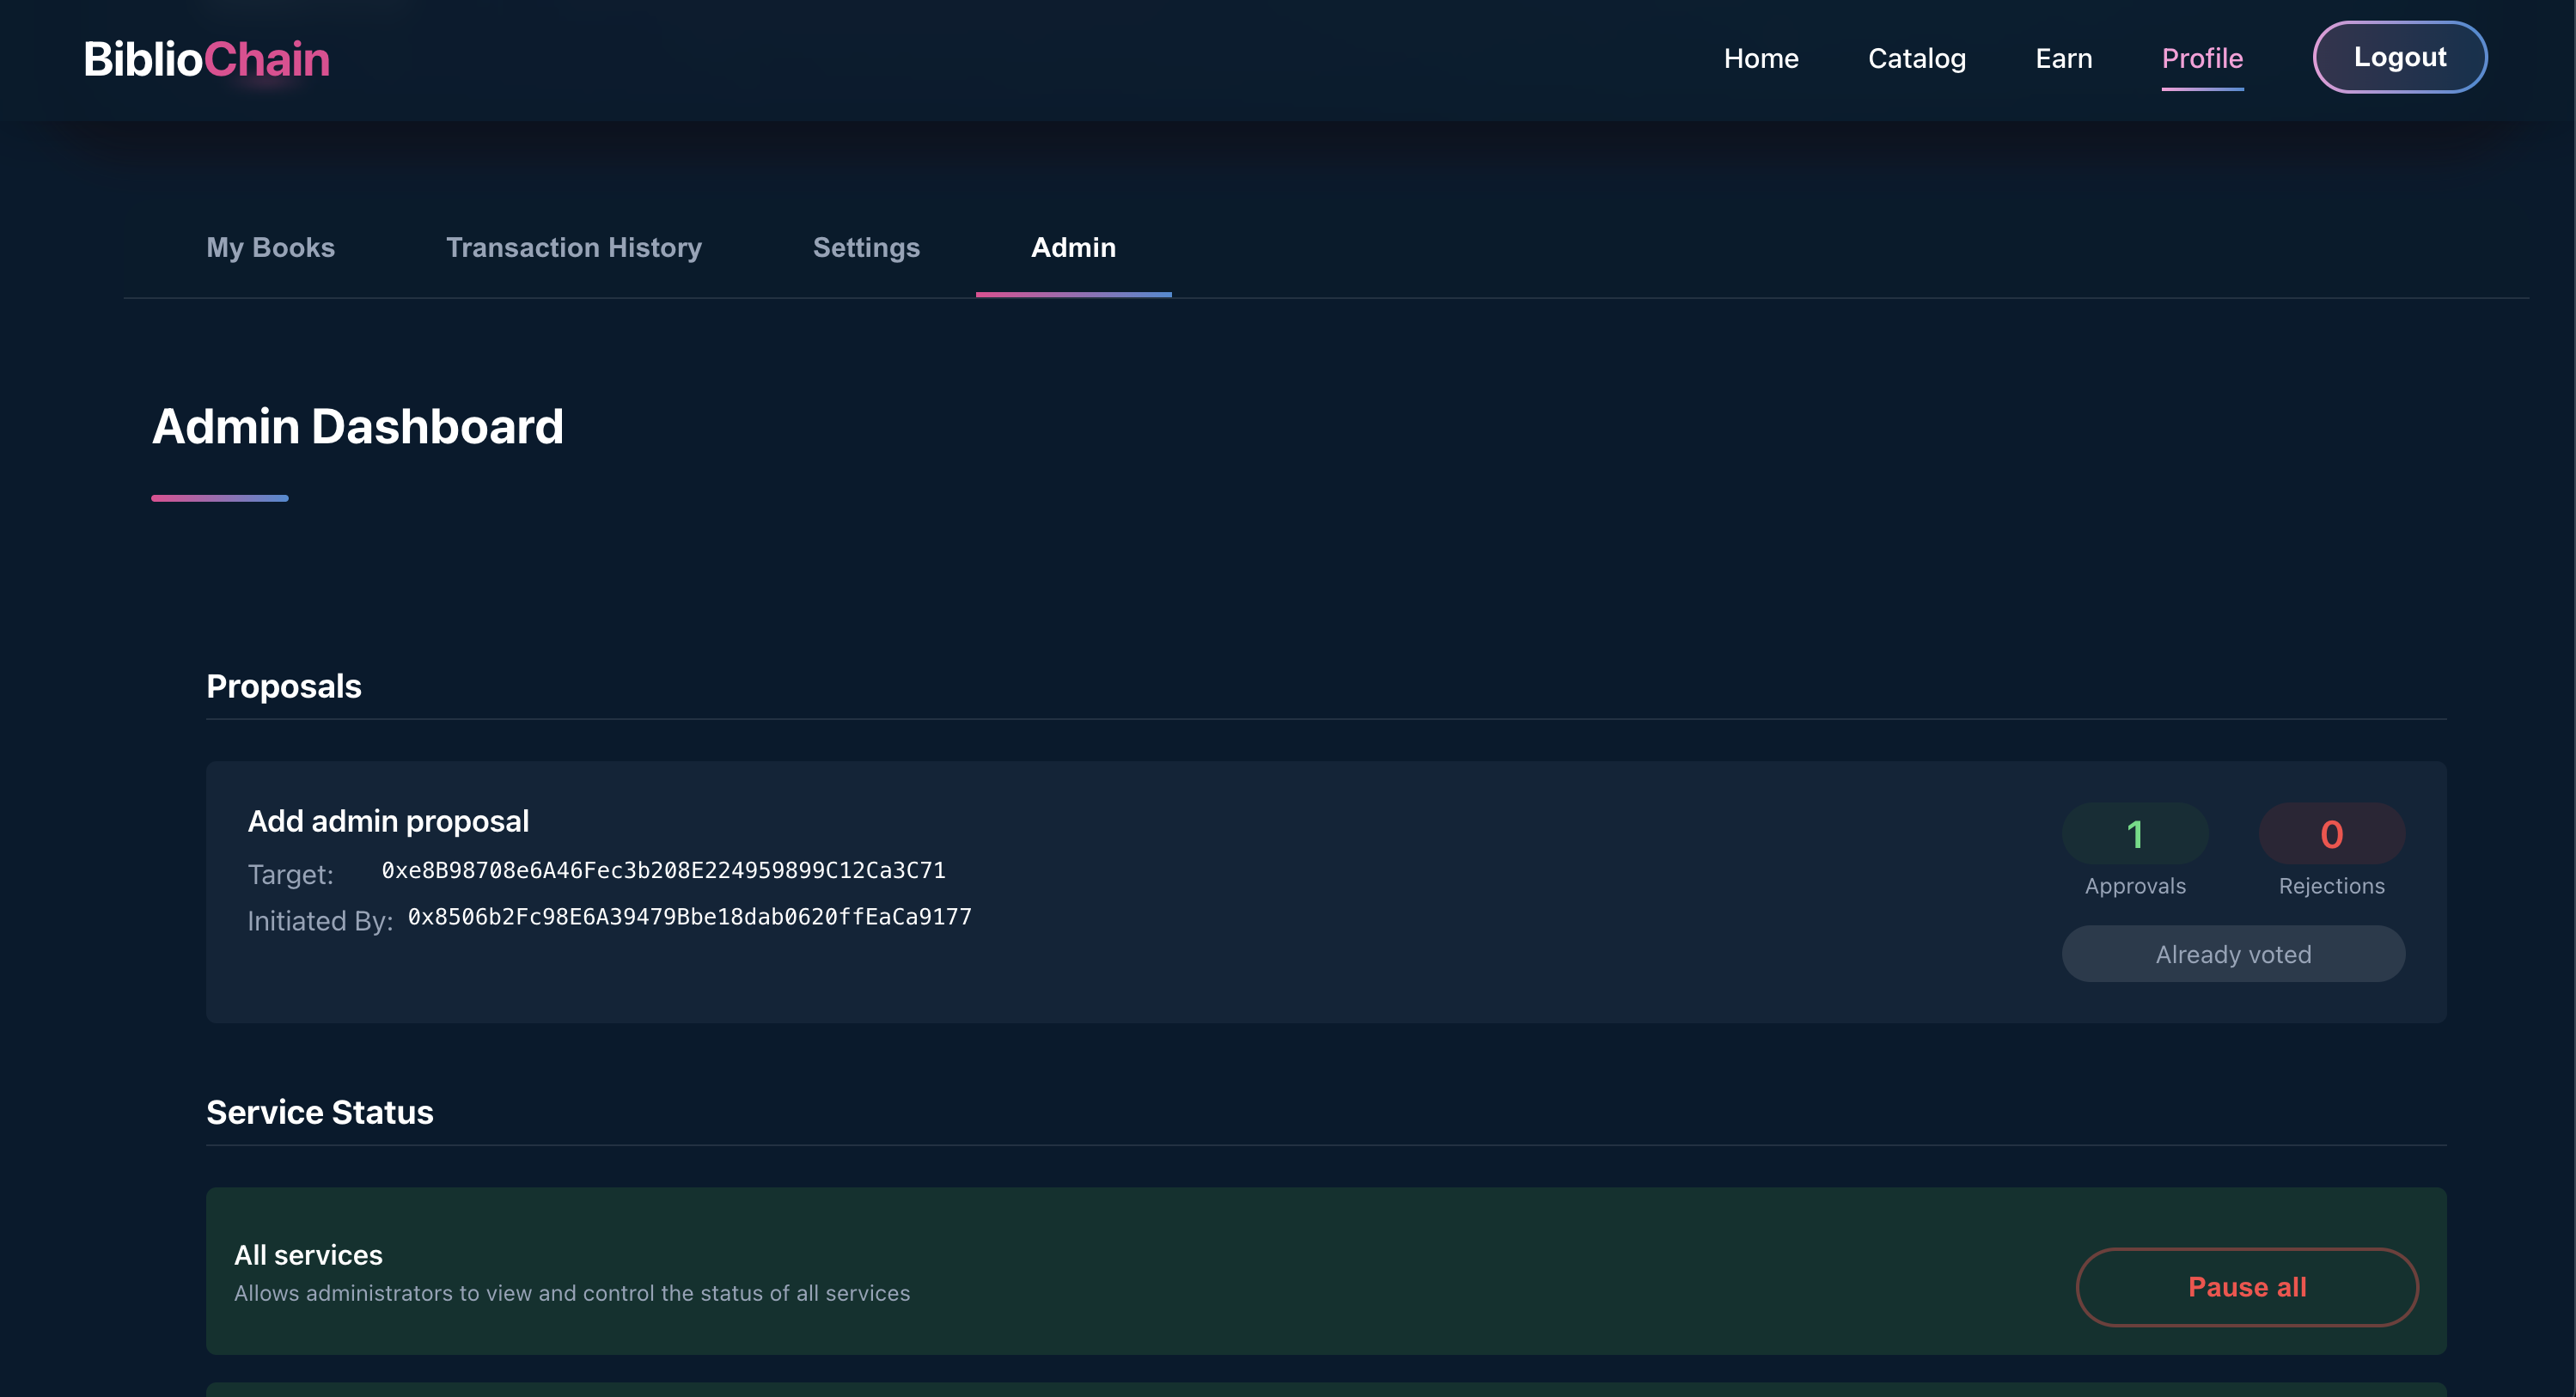 BiblioChain
Home Catalog Earn Profile Logout
My Books Transaction History Settings Admin
Admin Dashboard
Proposals
Add admin proposal
Target: 0xe8B98708e6A46Fec3b208E224959899C12Ca3C71
Initiated By: 0x8506b2Fc98E6A39479Bbe18dab0620ffEaCa9177
1 0
Approvals Rejections
Already voted
Service Status
All services
Allows administrators to view and control the status of all services
Pause all